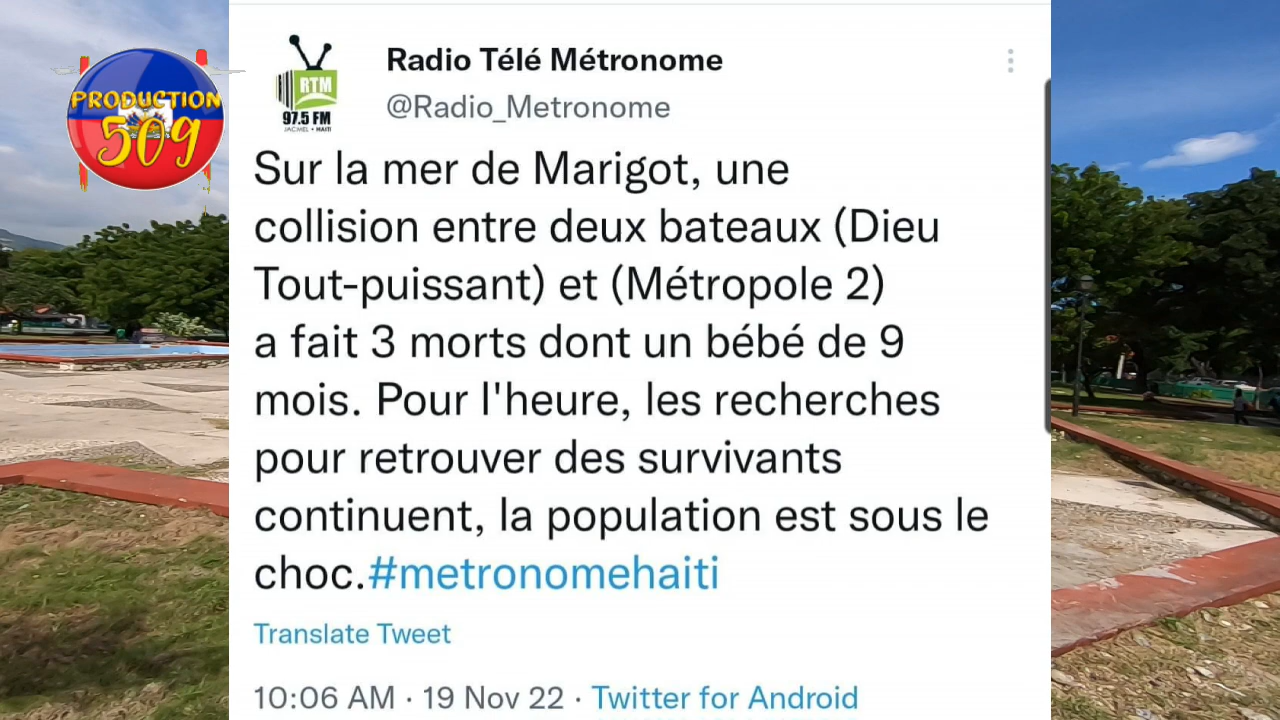 PRODUCTION
509
RTM
97.5 FM
JACMEL • HAITI
Radio Télé Métronome
@Radio_Metronome
Sur la mer de Marigot, une
collision entre deux bateaux (Dieu
Tout-puissant) et (Métropole 2)
a fait 3 morts dont un bébé de 9
mois. Pour l'heure, les recherches
pour retrouver des survivants
continuent, la population est sous le
choc.#metronomehaiti
Translate Tweet
10:06 AM · 19 Nov 22 · Twitter for Android